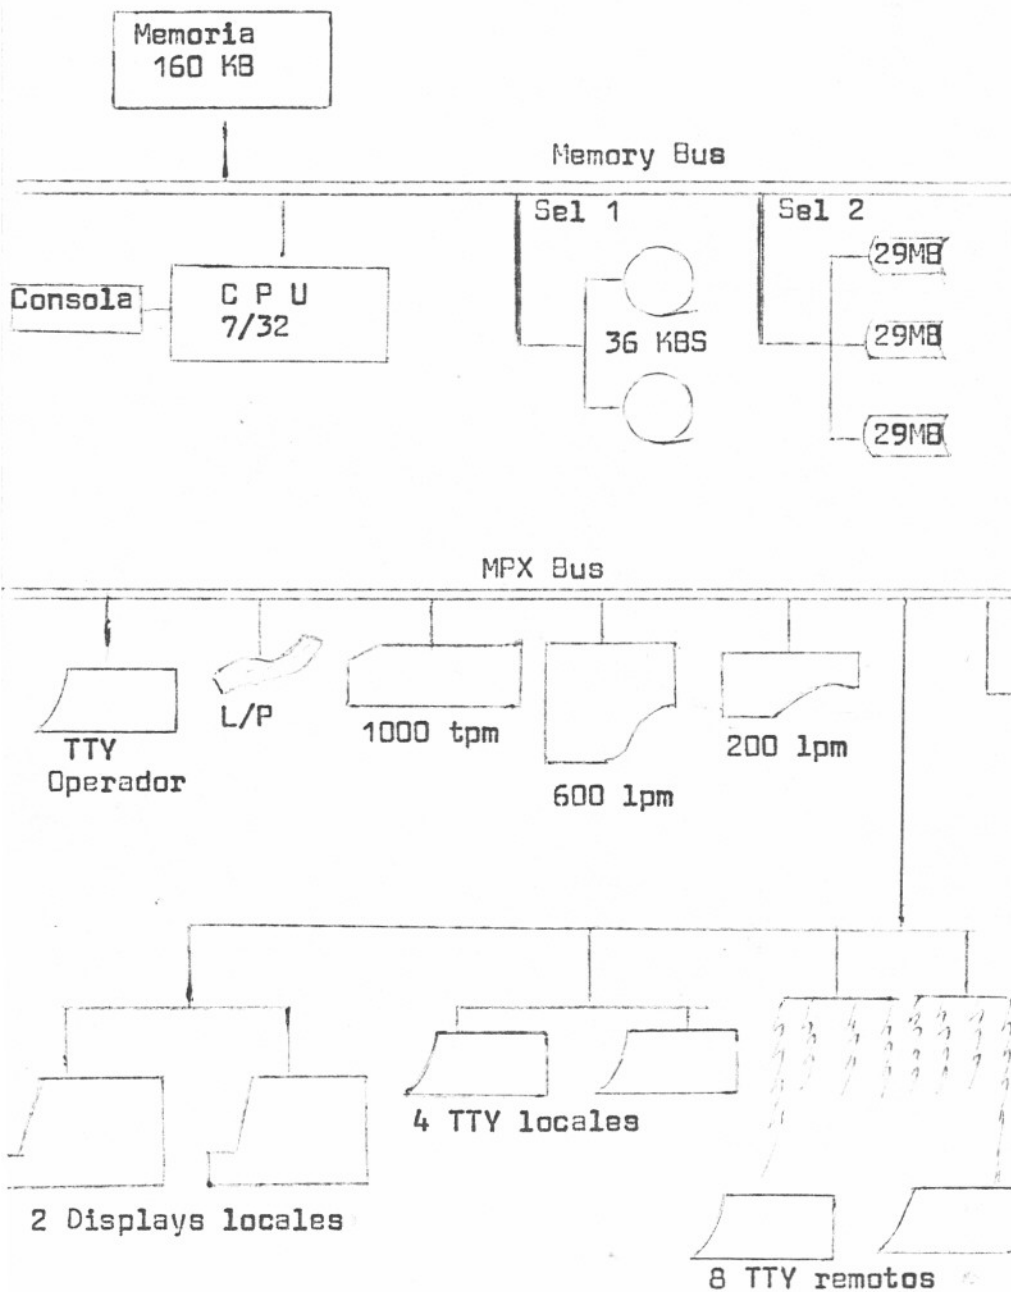 Memoria
160 KB
Memory Bus
Sel 1
Sel 2
29MB
Consola
C P U
7/32
36 KBS
29MB
29MB
MPX Bus
L/P
1000 tpm
200 lpm
TTY
Operador
600 lpm
4 TTY locales
2 Displays locales
8 TTY remotos